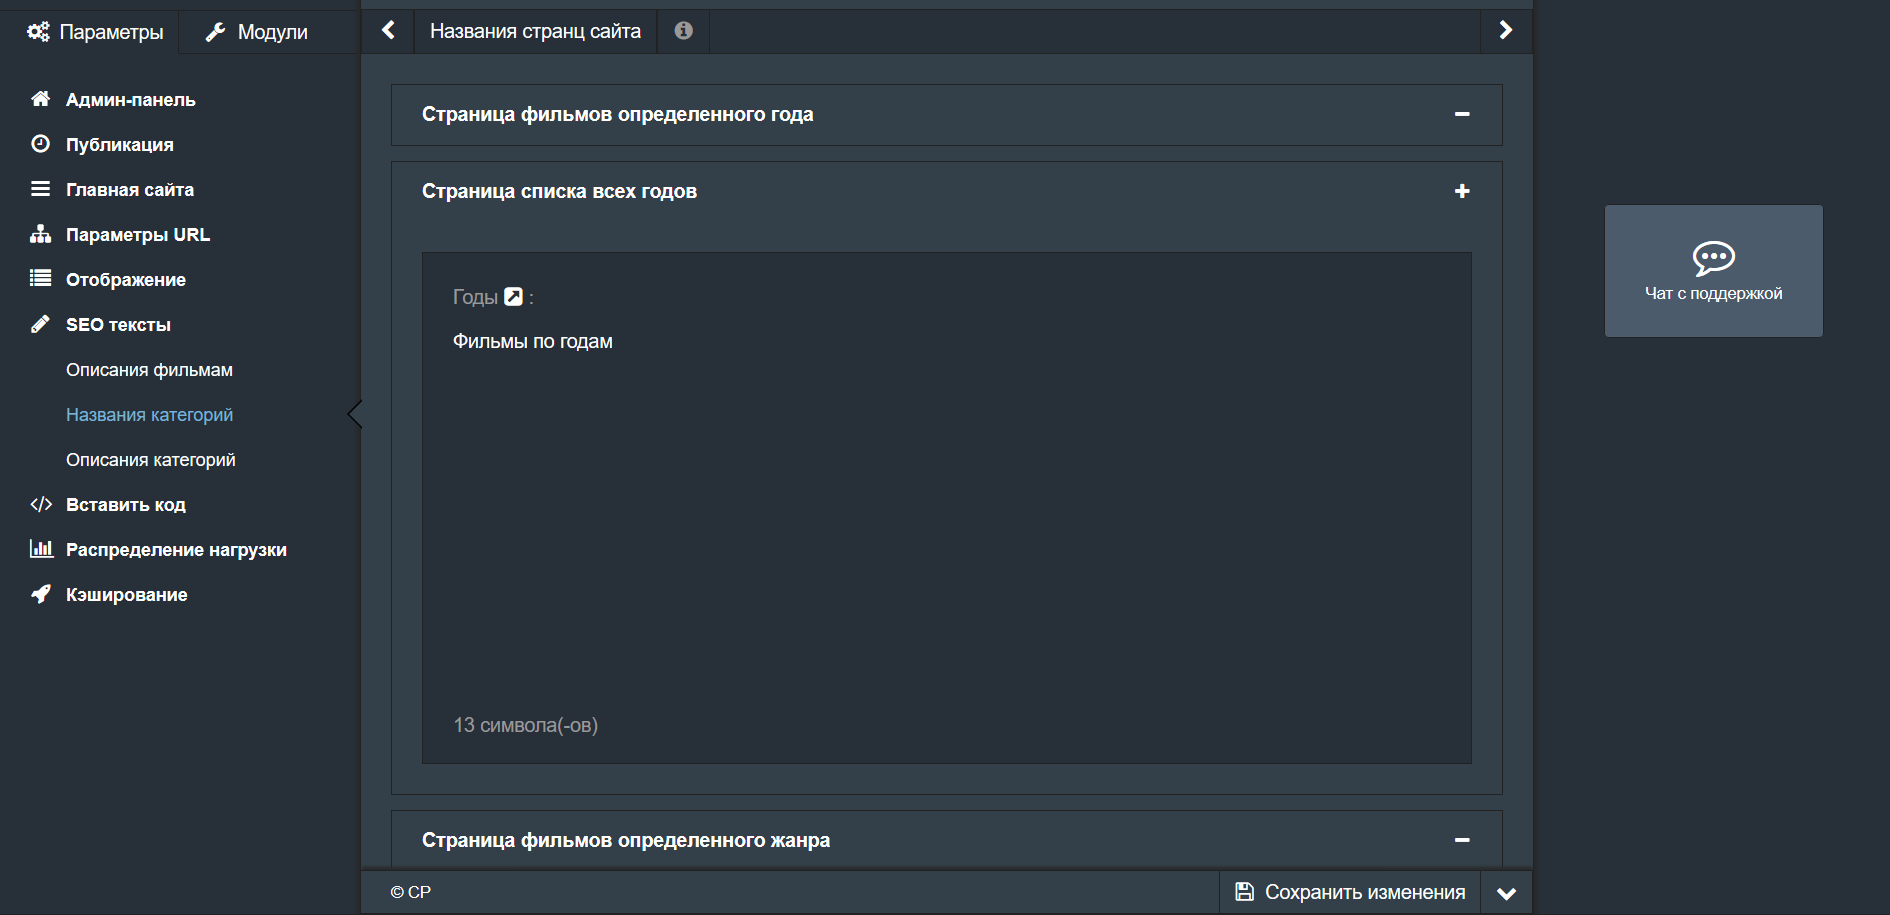 Параметры
Модули
Названия странц сайта
Админ-панель
Публикация
Главная сайта
Параметры URL
Отображение
SEO тексты
Описания фильмам
Названия категорий
Описания категорий
Вставить код
Распределение нагрузки
Кэширование
Страница фильмов определенного года
Страница списка всех годов
Годы :
Фильмы по годам
13 символа(-ов)
Страница фильмов определенного жанра
© CP
Сохранить изменения
Чат с поддержкой